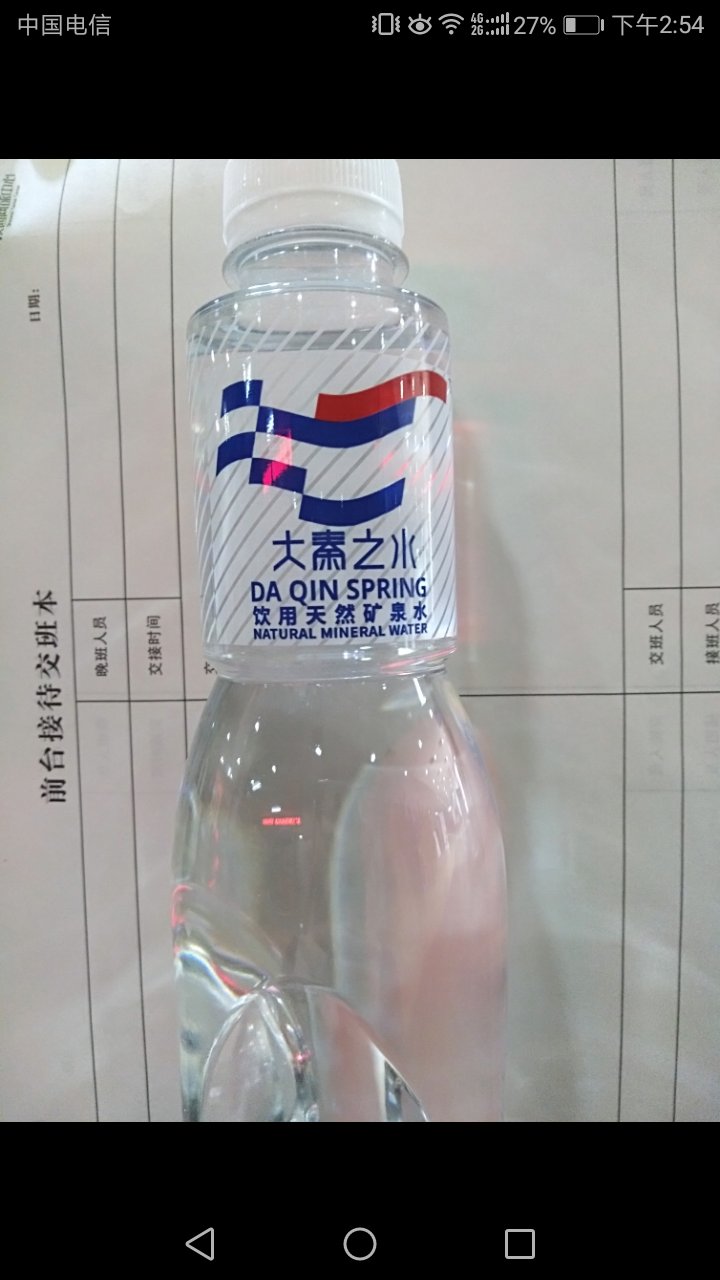 中国电信
4G
2G
27%
下午2:54
大秦之水
DA QIN SPRING
饮用天然矿泉水
NATURAL MINERAL WATER
日期:
前台接待交班本
晚班人员
交接时间
交班人员
接班人员